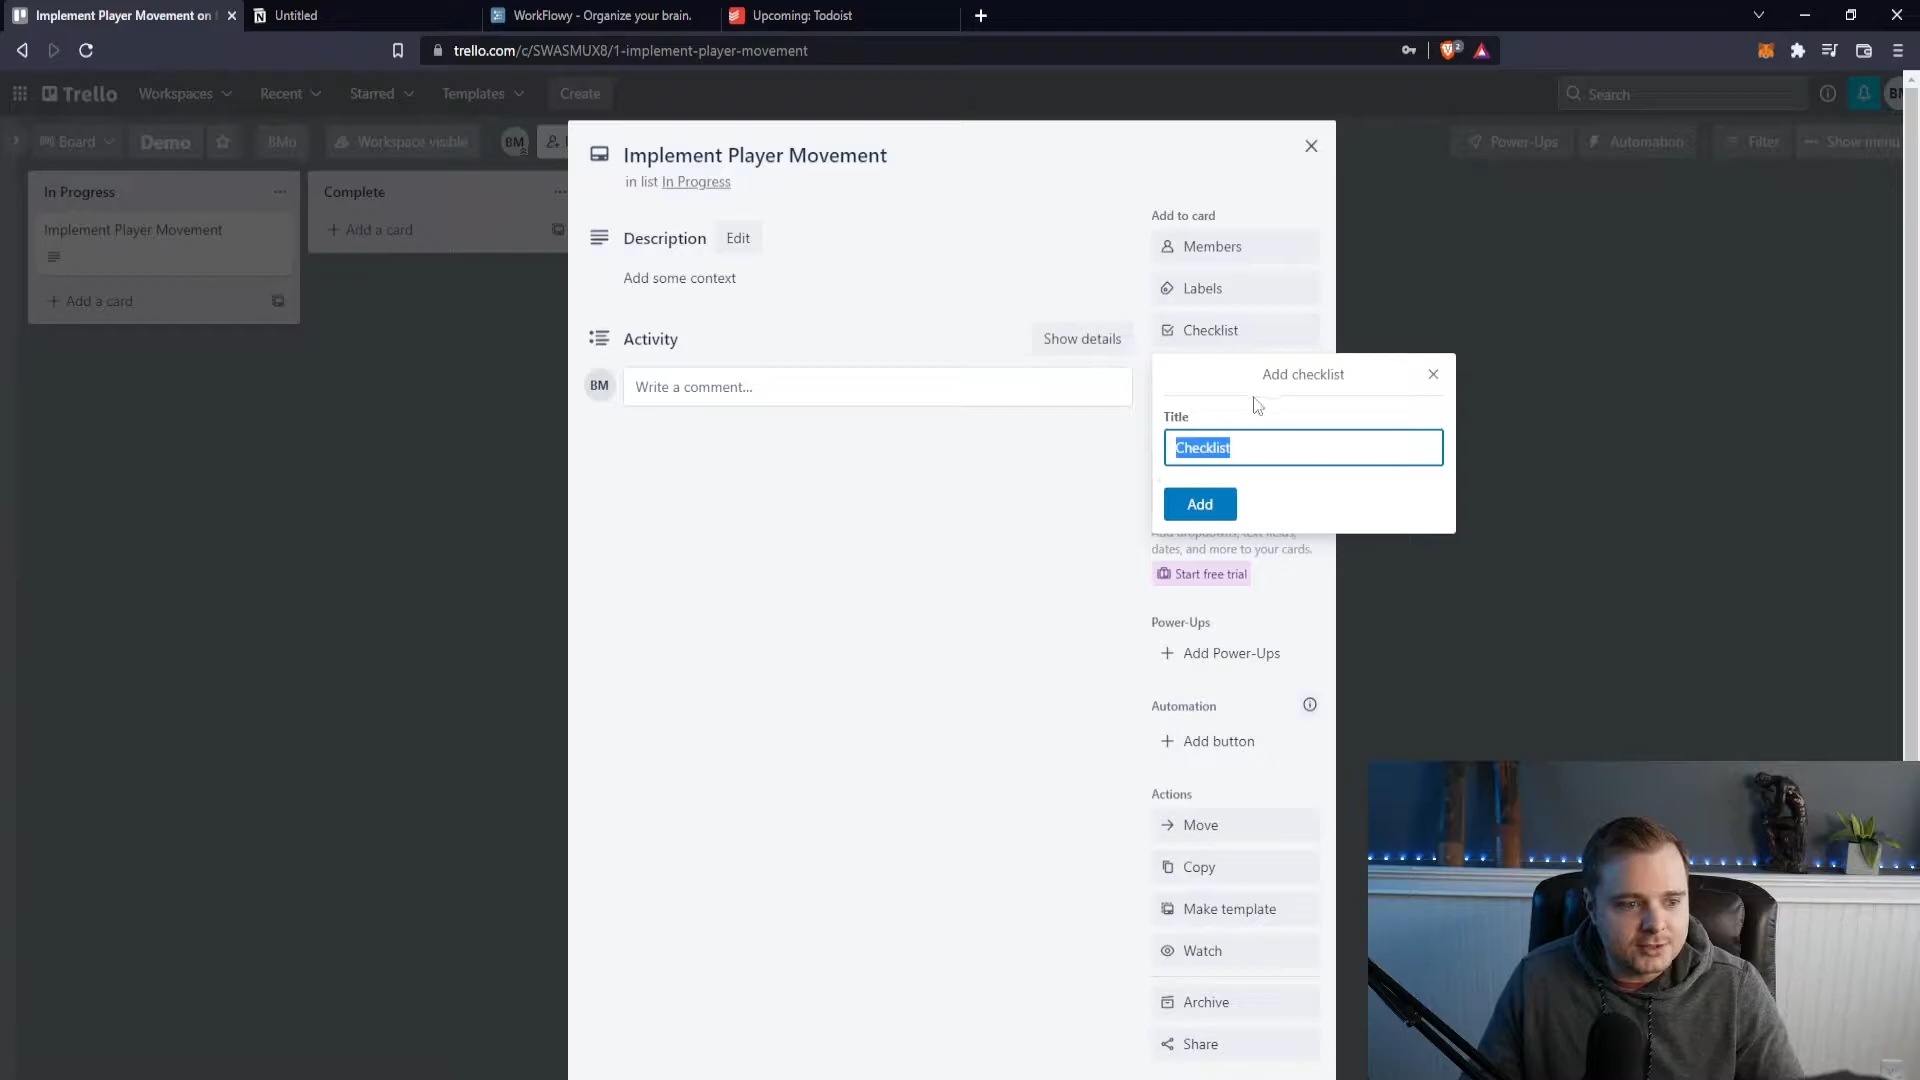 Implement Player Movement on
Untitled
WorkFlowy - Organize your brain.
Upcoming: Todoist
trello.com/c/SWASMUX8/1-implement-player-movement
2
Trello
Workspaces
Recent
Starred
Templates
Create
Search
Board
Demo
BMo
Workspace visible
BM
Power-Ups
Automation
Filter
Show menu
In Progress
Implement Player Movement
+ Add a card
Complete
+ Add a card
Implement Player Movement
in list In Progress
Description
Edit
Add some context
Activity
Show details
BM
Write a comment...
Add to card
Members
Labels
Checklist
Add checklist
Title
Checklist
Add
Add dropdowns, text fields,
dates, and more to your cards.
Start free trial
Power-Ups
+ Add Power-Ups
Automation
+ Add button
Actions
Move
Copy
Make template
Watch
Archive
Share